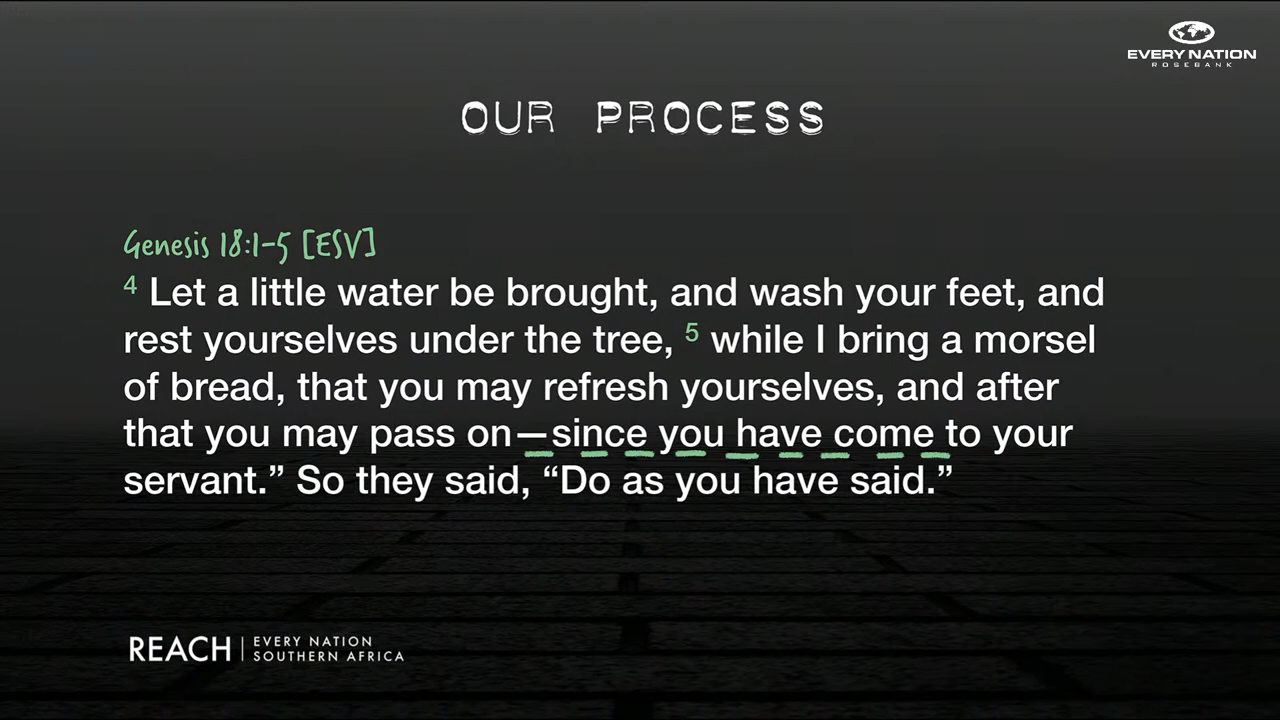 EVERY NATION
ROSEBANK
OUR PROCESS
Genesis 18:1-5 [ESV]
4 Let a little water be brought, and wash your feet, and
rest yourselves under the tree, 5 while I bring a morsel
of bread, that you may refresh yourselves, and after
that you may pass on—since you have come to your
servant.” So they said, “Do as you have said.”
REACH | EVERY NATION
SOUTHERN AFRICA